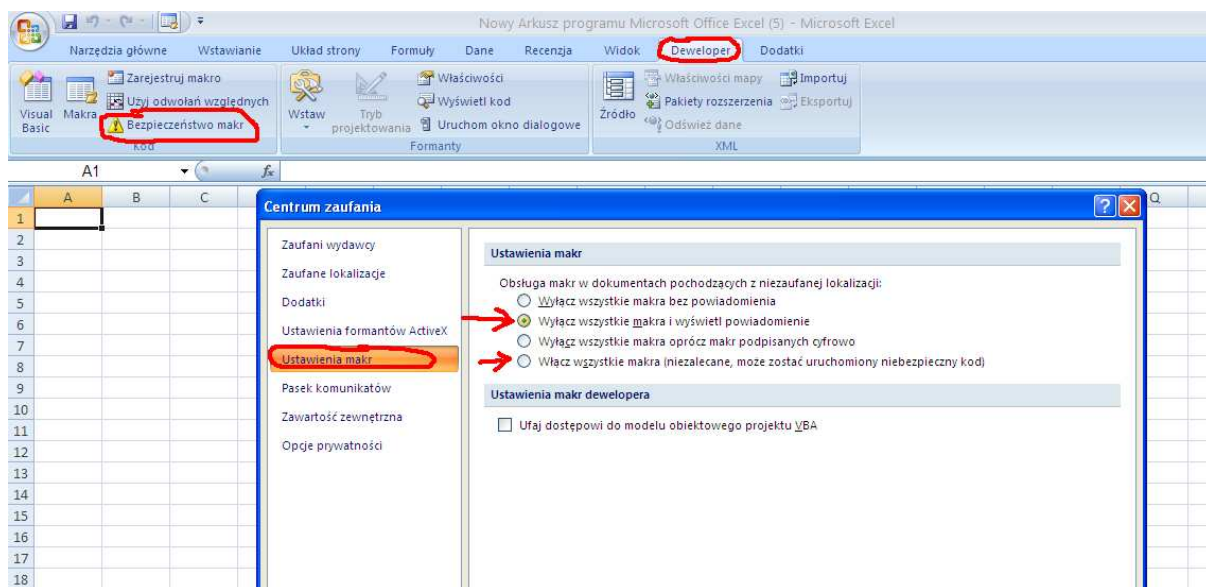 Nowy Arkusz programu Microsoft Office Excel (5) - Microsoft Excel
Narzędzia główne Wstawianie Układ strony Formuły Dane Recenzja Widok Deweloper Dodatki
Visual Basic
Makra
Zarejestruj makro
Użyj odwołań względnych
Bezpieczeństwo makr
Kod
Wstaw
Tryb projektowania
Właściwości
Wyświetl kod
Uruchom okno dialogowe
Formanty
Źródło
Właściwości mapy
Pakiety rozszerzenia
Odśwież dane
Importuj
Eksportuj
XML
A1 fx
A B C Q
1
2
3
4
5
6
7
8
9
10
11
12
13
14
15
16
17
18
Centrum zaufania
Zaufani wydawcy
Zaufane lokalizacje
Dodatki
Ustawienia formantów ActiveX
Ustawienia makr
Pasek komunikatów
Zawartość zewnętrzna
Opcje prywatności
Ustawienia makr
Obsługa makr w dokumentach pochodzących z niezaufanej lokalizacji:
Wyłącz wszystkie makra bez powiadomienia
Wyłącz wszystkie makra i wyświetl powiadomienie
Wyłącz wszystkie makra oprócz makr podpisanych cyfrowo
Włącz wszystkie makra (niezalecane, może zostać uruchomiony niebezpieczny kod)
Ustawienia makr dewelopera
Ufaj dostępowi do modelu obiektowego projektu VBA